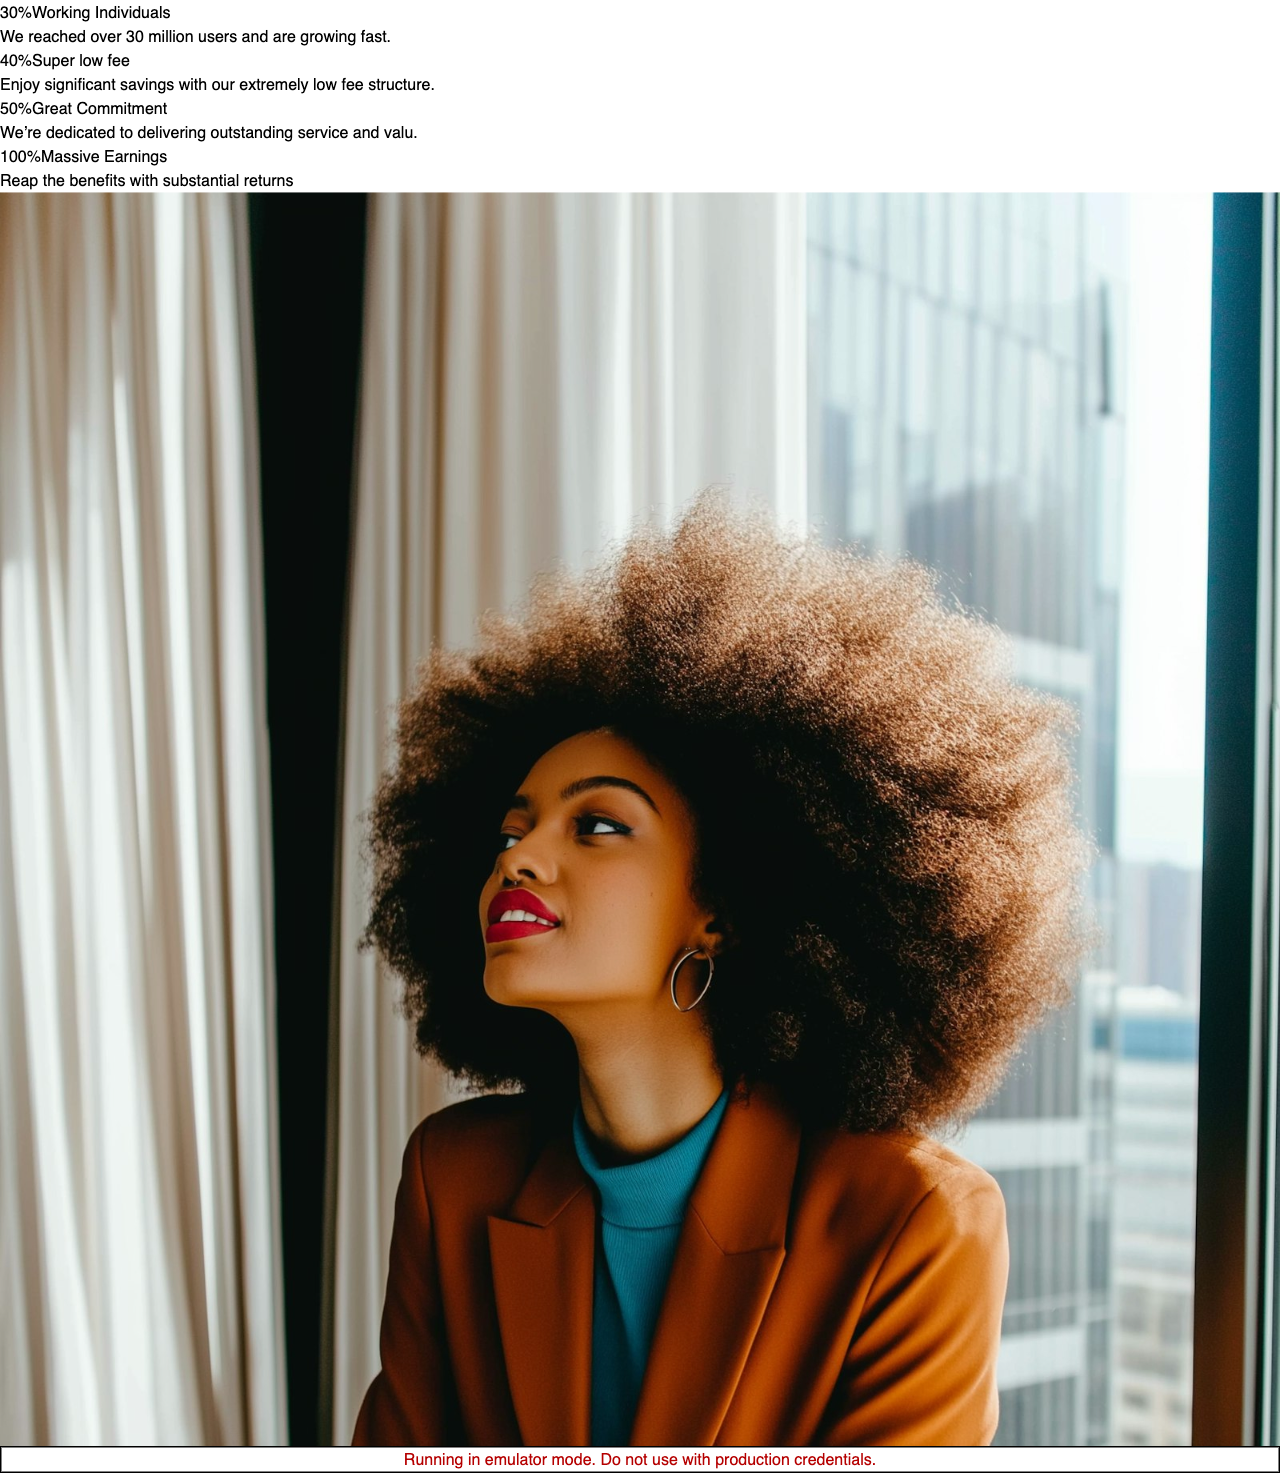 30%Working Individuals
We reached over 30 million users and are growing fast.
40%Super low fee
Enjoy significant savings with our extremely low fee structure.
50%Great Commitment
We’re dedicated to delivering outstanding service and valu.
100%Massive Earnings
Reap the benefits with substantial returns
Running in emulator mode. Do not use with production credentials.